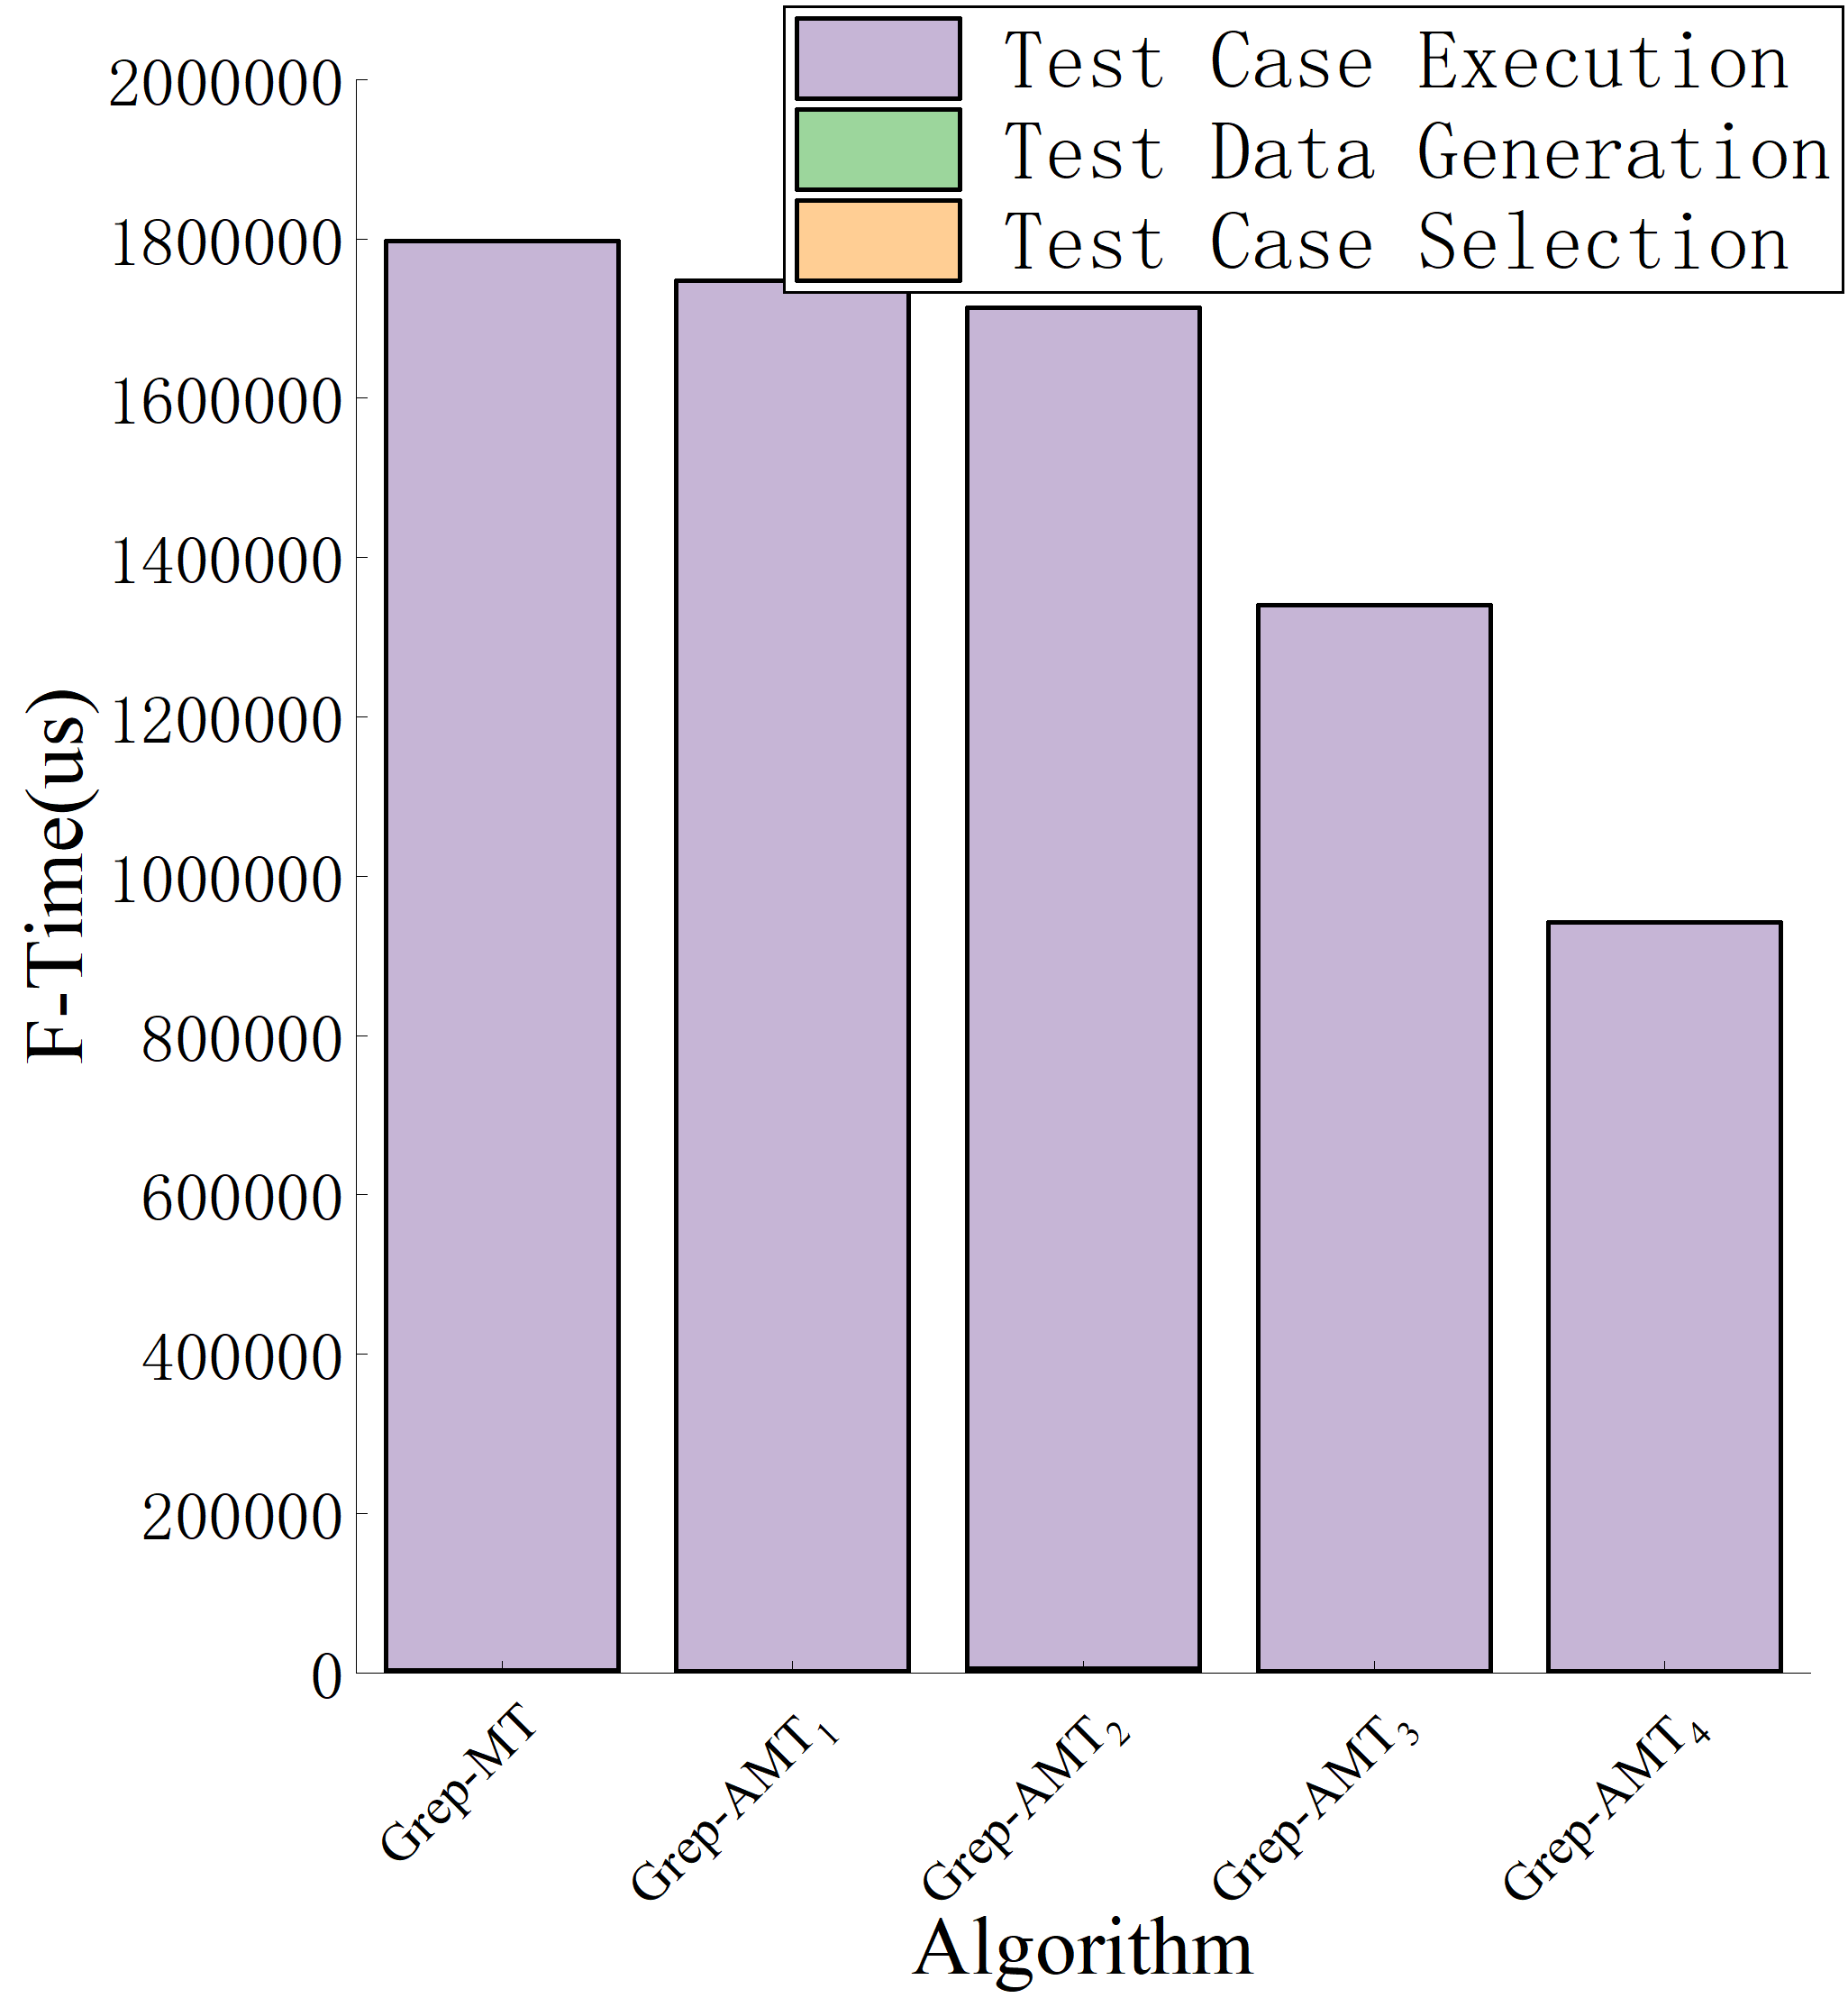 Test Case Execution
Test Data Generation
Test Case Selection
2000000
1800000
1600000
1400000
1200000
1000000
800000
600000
400000
200000
0
F-Time(us)
Grep-MT
Grep-AMT₁
Grep-AMT₂
Grep-AMT₃
Grep-AMT₄
Algorithm